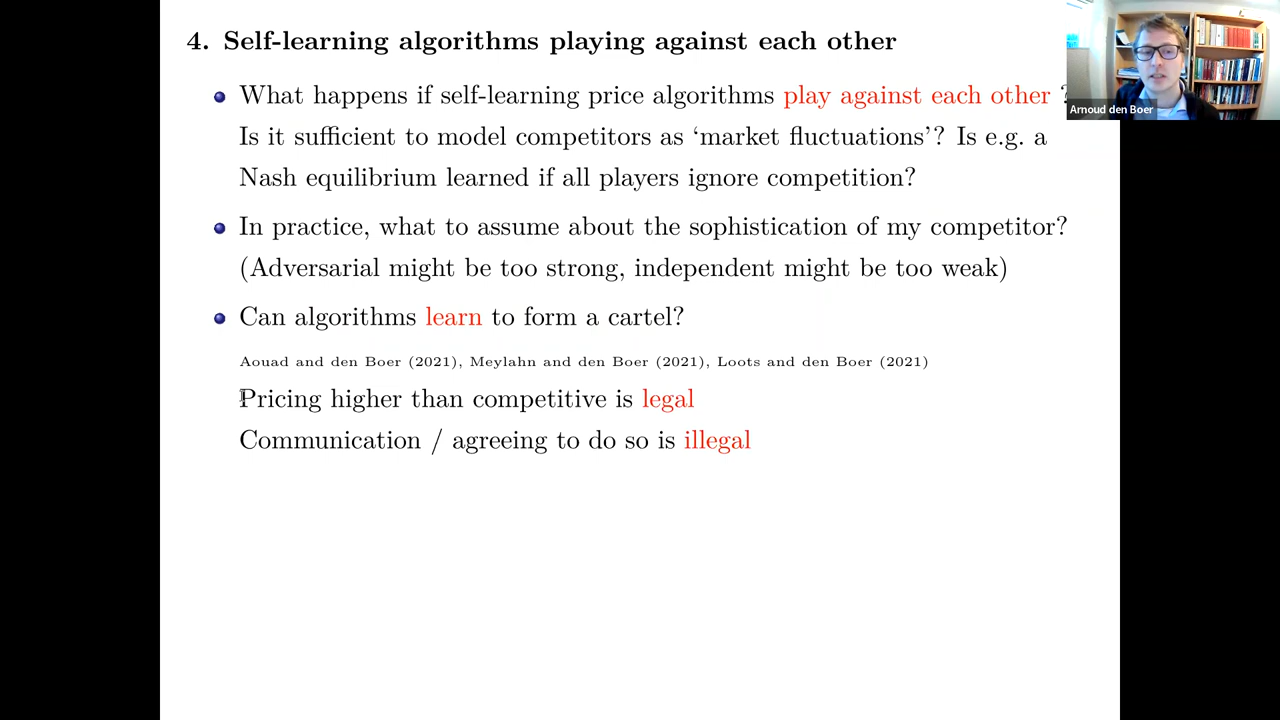 4. Self-learning algorithms playing against each other
What happens if self-learning price algorithms play against each other ?
Is it sufficient to model competitors as ‘market fluctuations’? Is e.g. a
Nash equilibrium learned if all players ignore competition?
In practice, what to assume about the sophistication of my competitor?
(Adversarial might be too strong, independent might be too weak)
Can algorithms learn to form a cartel?
Aouad and den Boer (2021), Meylahn and den Boer (2021), Loots and den Boer (2021)
Pricing higher than competitive is legal
Communication / agreeing to do so is illegal
Arnoud den Boer